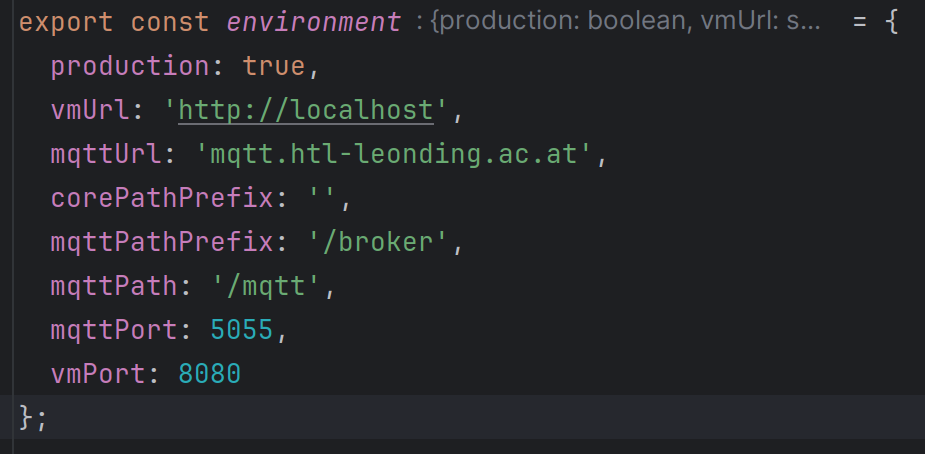 export const environment : {production: boolean, vmUrl: s... = {
  production: true,
  vmUrl: 'http://localhost',
  mqttUrl: 'mqtt.htl-leonding.ac.at',
  corePathPrefix: '',
  mqttPathPrefix: '/broker',
  mqttPath: '/mqtt',
  mqttPort: 5055,
  vmPort: 8080
};